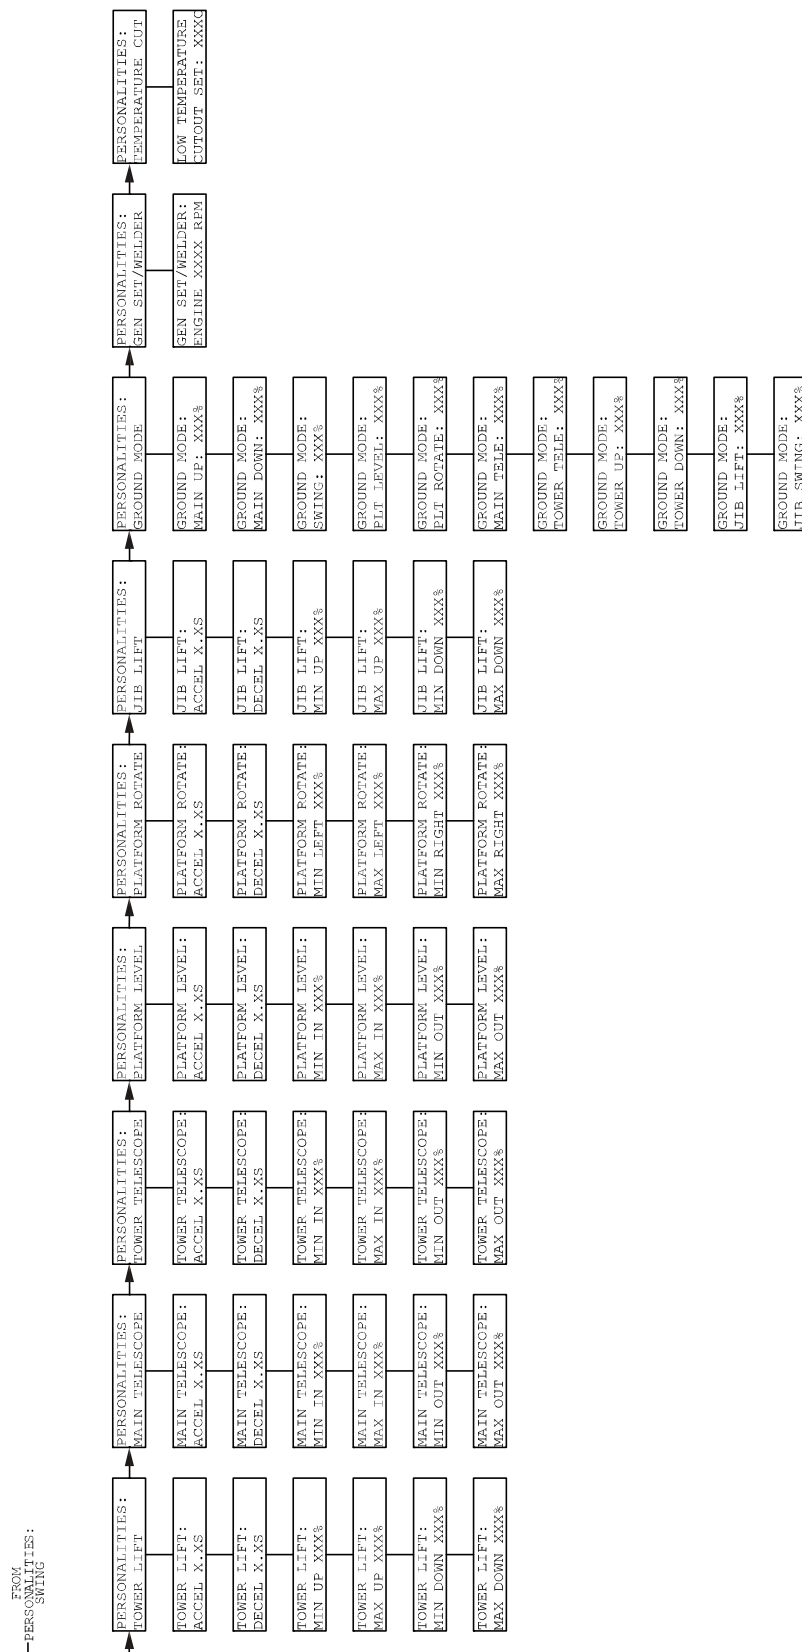 FROM
PERSONALITIES:
SWING
PERSONALITIES:
TOWER LIFT
TOWER LIFT:
ACCEL X.XS
TOWER LIFT:
DECEL X.XS
TOWER LIFT:
MIN UP XXX%
TOWER LIFT:
MAX UP XXX%
TOWER LIFT:
MIN DOWN XXX%
TOWER LIFT:
MAX DOWN XXX%
PERSONALITIES:
MAIN TELESCOPE
MAIN TELESCOPE:
ACCEL X.XS
MAIN TELESCOPE:
DECEL X.XS
MAIN TELESCOPE:
MIN IN XXX%
MAIN TELESCOPE:
MAX IN XXX%
MAIN TELESCOPE:
MIN OUT XXX%
MAIN TELESCOPE:
MAX OUT XXX%
PERSONALITIES:
TOWER TELESCOPE
TOWER TELESCOPE:
ACCEL X.XS
TOWER TELESCOPE:
DECEL X.XS
TOWER TELESCOPE:
MIN IN XXX%
TOWER TELESCOPE:
MAX IN XXX%
TOWER TELESCOPE:
MIN OUT XXX%
TOWER TELESCOPE:
MAX OUT XXX%
PERSONALITIES:
PLATFORM LEVEL
PLATFORM LEVEL:
ACCEL X.XS
PLATFORM LEVEL:
DECEL X.XS
PLATFORM LEVEL:
MIN IN XXX%
PLATFORM LEVEL:
MAX IN XXX%
PLATFORM LEVEL:
MIN OUT XXX%
PLATFORM LEVEL:
MAX OUT XXX%
PERSONALITIES:
PLATFORM ROTATE
PLATFORM ROTATE:
ACCEL X.XS
PLATFORM ROTATE:
DECEL X.XS
PLATFORM ROTATE:
MIN LEFT XXX%
PLATFORM ROTATE:
MAX LEFT XXX%
PLATFORM ROTATE:
MIN RIGHT XXX%
PLATFORM ROTATE:
MAX RIGHT XXX%
PERSONALITIES:
JIB LIFT
JIB LIFT:
ACCEL X.XS
JIB LIFT:
DECEL X.XS
JIB LIFT:
MIN UP XXX%
JIB LIFT:
MAX UP XXX%
JIB LIFT:
MIN DOWN XXX%
JIB LIFT:
MAX DOWN XXX%
PERSONALITIES:
GROUND MODE
GROUND MODE:
MAIN UP: XXX%
GROUND MODE:
MAIN DOWN: XXX%
GROUND MODE:
SWING: XXX%
GROUND MODE:
PLT LEVEL: XXX%
GROUND MODE:
PLT ROTATE: XXX%
GROUND MODE:
MAIN TELE: XXX%
GROUND MODE:
TOWER TELE: XXX%
GROUND MODE:
TOWER UP: XXX%
GROUND MODE:
TOWER DOWN: XXX%
GROUND MODE:
JIB LIFT: XXX%
GROUND MODE:
JIB SWING: XXX%
PERSONALITIES:
GEN SET/WELDER
GEN SET/WELDER:
ENGINE XXXX RPM
PERSONALITIES:
TEMPERATURE CUT
LOW TEMPERATURE
CUTOUT SET: XXXC